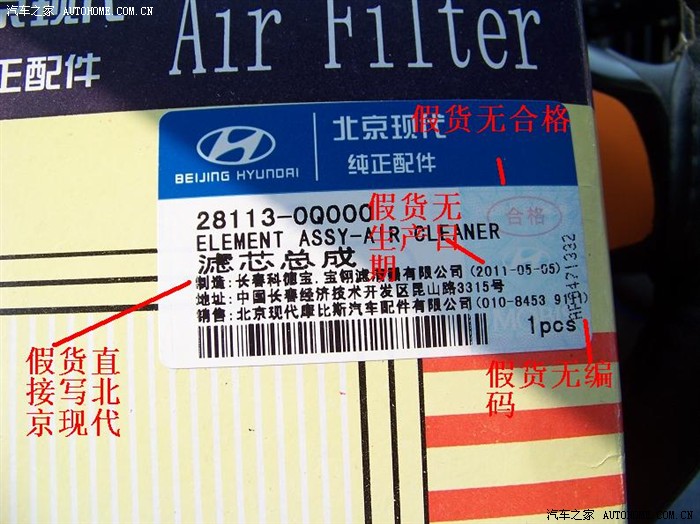 汽车之家 AUTOHOME.COM.CN
Air Filter
正配件
BEIJING HYUNDAI
北京现代
纯正配件
假货无合格
28113-0Q000
合格
ELEMENT ASSY-AIR CLEANER
滤芯总成
假货无
生产日
期
制造: 长春科德宝.宝翎滤清器有限公司 (2011-05-05)
地址: 中国长春经济技术开发区昆山路3315号
销售: 北京现代摩比斯汽车配件有限公司
1pcs
假货直
接写北
京现代
假货无编
码
汽车之家 AUTOHOME.COM.CN